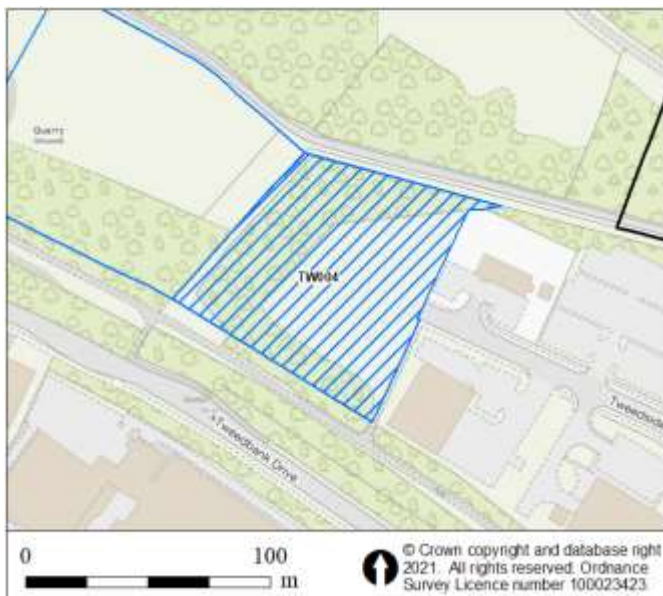 Quarry
TW004
Tweedbank Drive
Tweedside
0 100
m
© Crown copyright and database right
2021. All rights reserved. Ordnance
Survey Licence number 100023423